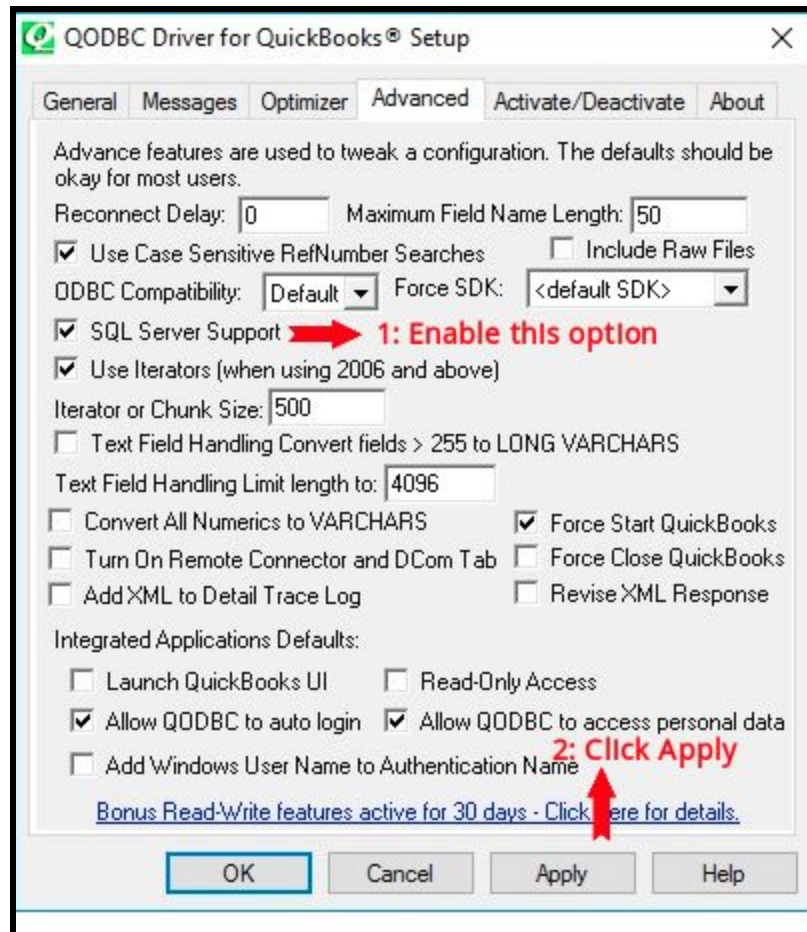 QODBC Driver for QuickBooks® Setup
General Messages Optimizer Advanced Activate/Deactivate About
Advance features are used to tweak a configuration. The defaults should be
okay for most users.
Reconnect Delay: 0 Maximum Field Name Length: 50
Use Case Sensitive RefNumber Searches Include Raw Files
ODBC Compatibility: Default Force SDK: <default SDK>
SQL Server Support 1: Enable this option
Use Iterators (when using 2006 and above)
Iterator or Chunk Size: 500
Text Field Handling Convert fields > 255 to LONG VARCHARS
Text Field Handling Limit length to: 4096
Convert All Numerics to VARCHARS Force Start QuickBooks
Turn On Remote Connector and DCom Tab Force Close QuickBooks
Add XML to Detail Trace Log Revise XML Response
Integrated Applications Defaults:
Launch QuickBooks UI Read-Only Access
Allow QODBC to auto login Allow QODBC to access personal data
2: Click Apply
Add Windows User Name to Authentication Name
Bonus Read-Write features active for 30 days - Click here for details.
OK Cancel Apply Help